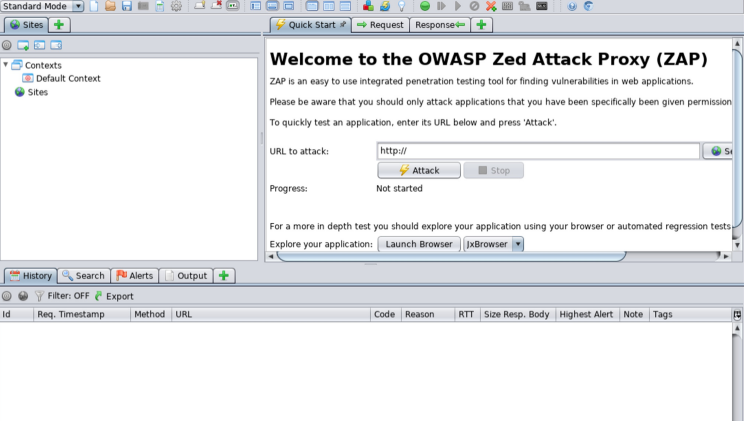 Standard Mode
Sites
Quick Start
Request
Response
Contexts
Default Context
Sites
Welcome to the OWASP Zed Attack Proxy (ZAP)
ZAP is an easy to use integrated penetration testing tool for finding vulnerabilities in web applications.
Please be aware that you should only attack applications that you have been specifically been given permission
To quickly test an application, enter its URL below and press 'Attack'.
URL to attack: http:// Se
Attack Stop
Progress: Not started
For a more in depth test you should explore your application using your browser or automated regression tests
Explore your application: Launch Browser JxBrowser
History Search Alerts Output
Filter: OFF Export
Id Req. Timestamp Method URL Code Reason RTT Size Resp. Body Highest Alert Note Tags